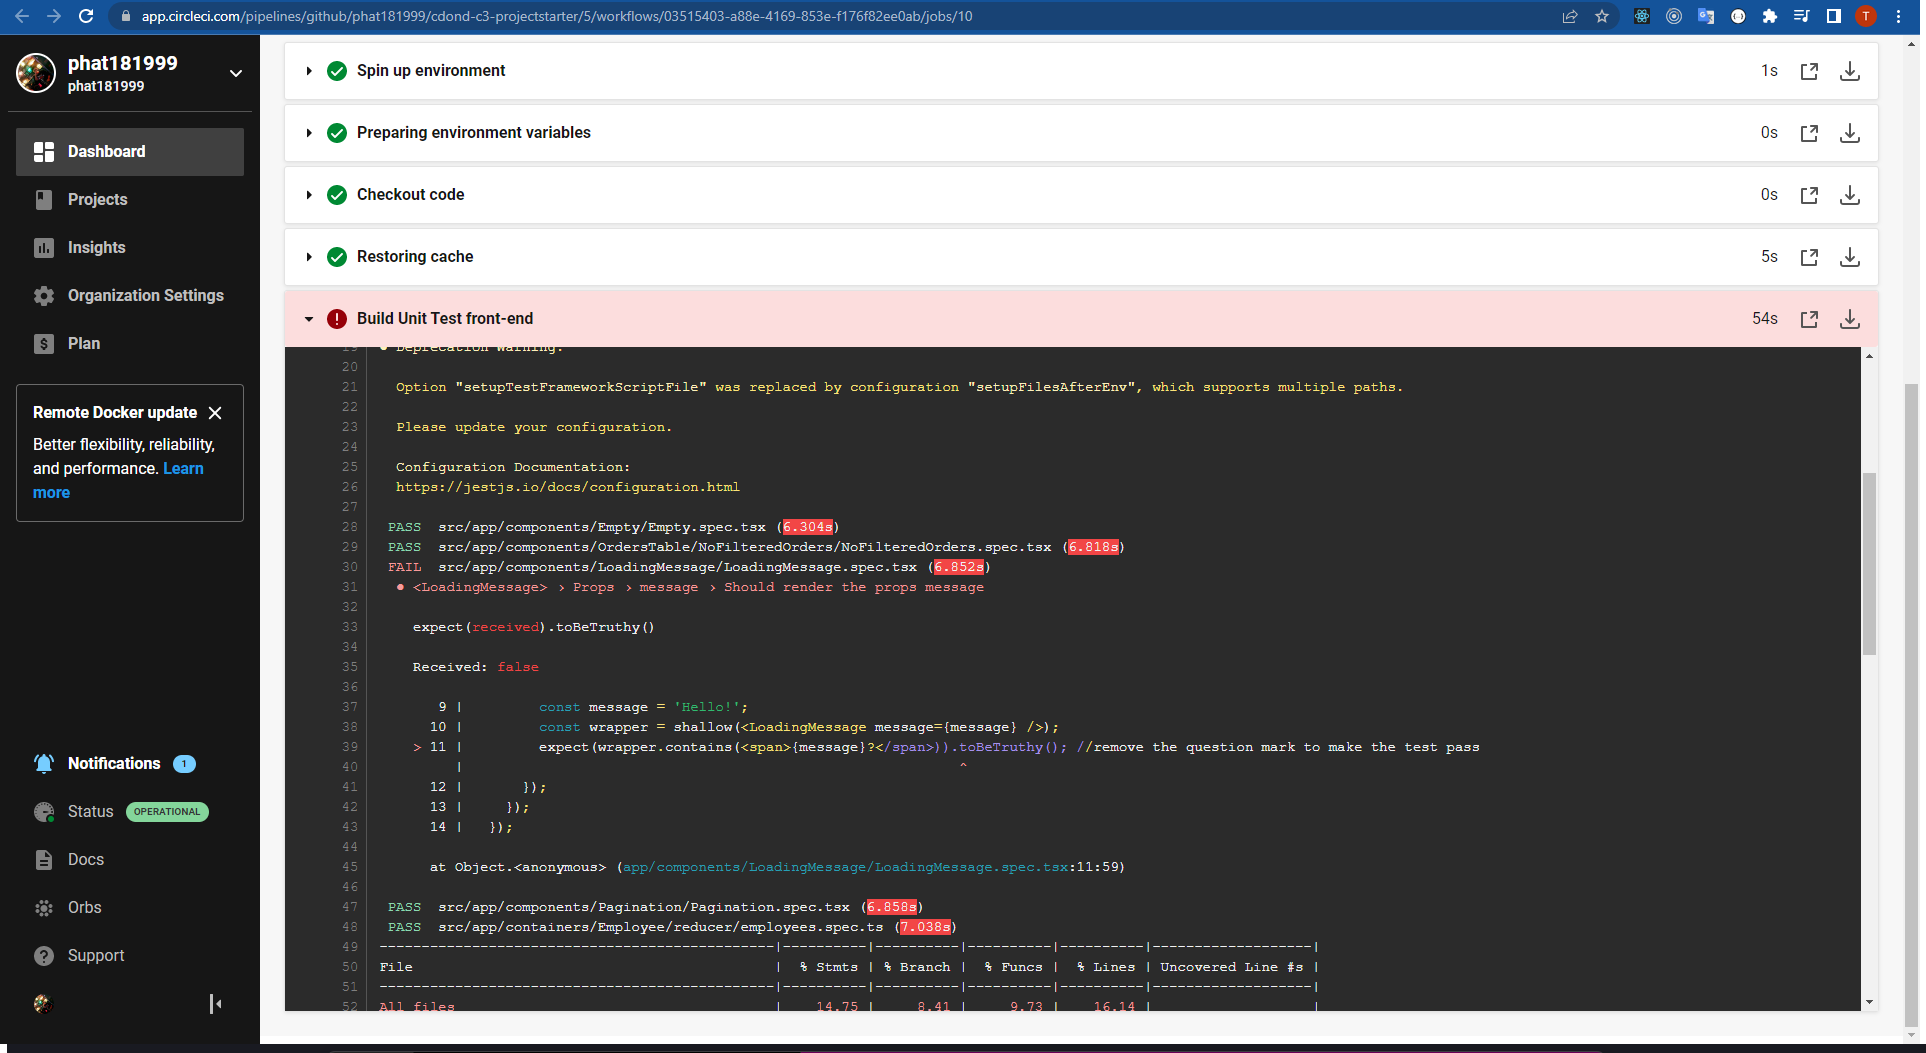 app.circleci.com/pipelines/github/phat181999/cdond-c3-projectstarter/5/workflows/03515403-a88e-4169-853e-f176f82ee0ab/jobs/10
T
phat181999
phat181999
Dashboard
Projects
Insights
Organization Settings
Plan
Remote Docker update
Better flexibility, reliability,
and performance. Learn
more
Notifications 1
Status OPERATIONAL
Docs
Orbs
Support
Spin up environment 1s
Preparing environment variables 0s
Checkout code 0s
Restoring cache 5s
Build Unit Test front-end 54s
19 ● Deprecation Warning:
20
21 Option "setupTestFrameworkScriptFile" was replaced by configuration "setupFilesAfterEnv", which supports multiple paths.
22
23 Please update your configuration.
24
25 Configuration Documentation:
26 https://jestjs.io/docs/configuration.html
27
28 PASS src/app/components/Empty/Empty.spec.tsx (6.304s)
29 PASS src/app/components/OrdersTable/NoFilteredOrders/NoFilteredOrders.spec.tsx (6.818s)
30 FAIL src/app/components/LoadingMessage/LoadingMessage.spec.tsx (6.852s)
31 ● <LoadingMessage> › Props › message › Should render the props message
32
33 expect(received).toBeTruthy()
34
35 Received: false
36
37 9 | const message = 'Hello!';
38 10 | const wrapper = shallow(<LoadingMessage message={message} />);
39 > 11 | expect(wrapper.contains(<span>{message}?</span>)).toBeTruthy(); //remove the question mark to make the test pass
40 | ^
41 12 | });
42 13 | });
43 14 | });
44
45 at Object.<anonymous> (app/components/LoadingMessage/LoadingMessage.spec.tsx:11:59)
46
47 PASS src/app/components/Pagination/Pagination.spec.tsx (6.858s)
48 PASS src/app/containers/Employee/reducer/employees.spec.ts (7.038s)
49 -----------------------------------------------|----------|----------|----------|----------|-------------------|
50 File | % Stmts | % Branch | % Funcs | % Lines | Uncovered Line #s |
51 -----------------------------------------------|----------|----------|----------|----------|-------------------|
52 All files | 14.75 | 8.41 | 9.73 | 16.14 | |